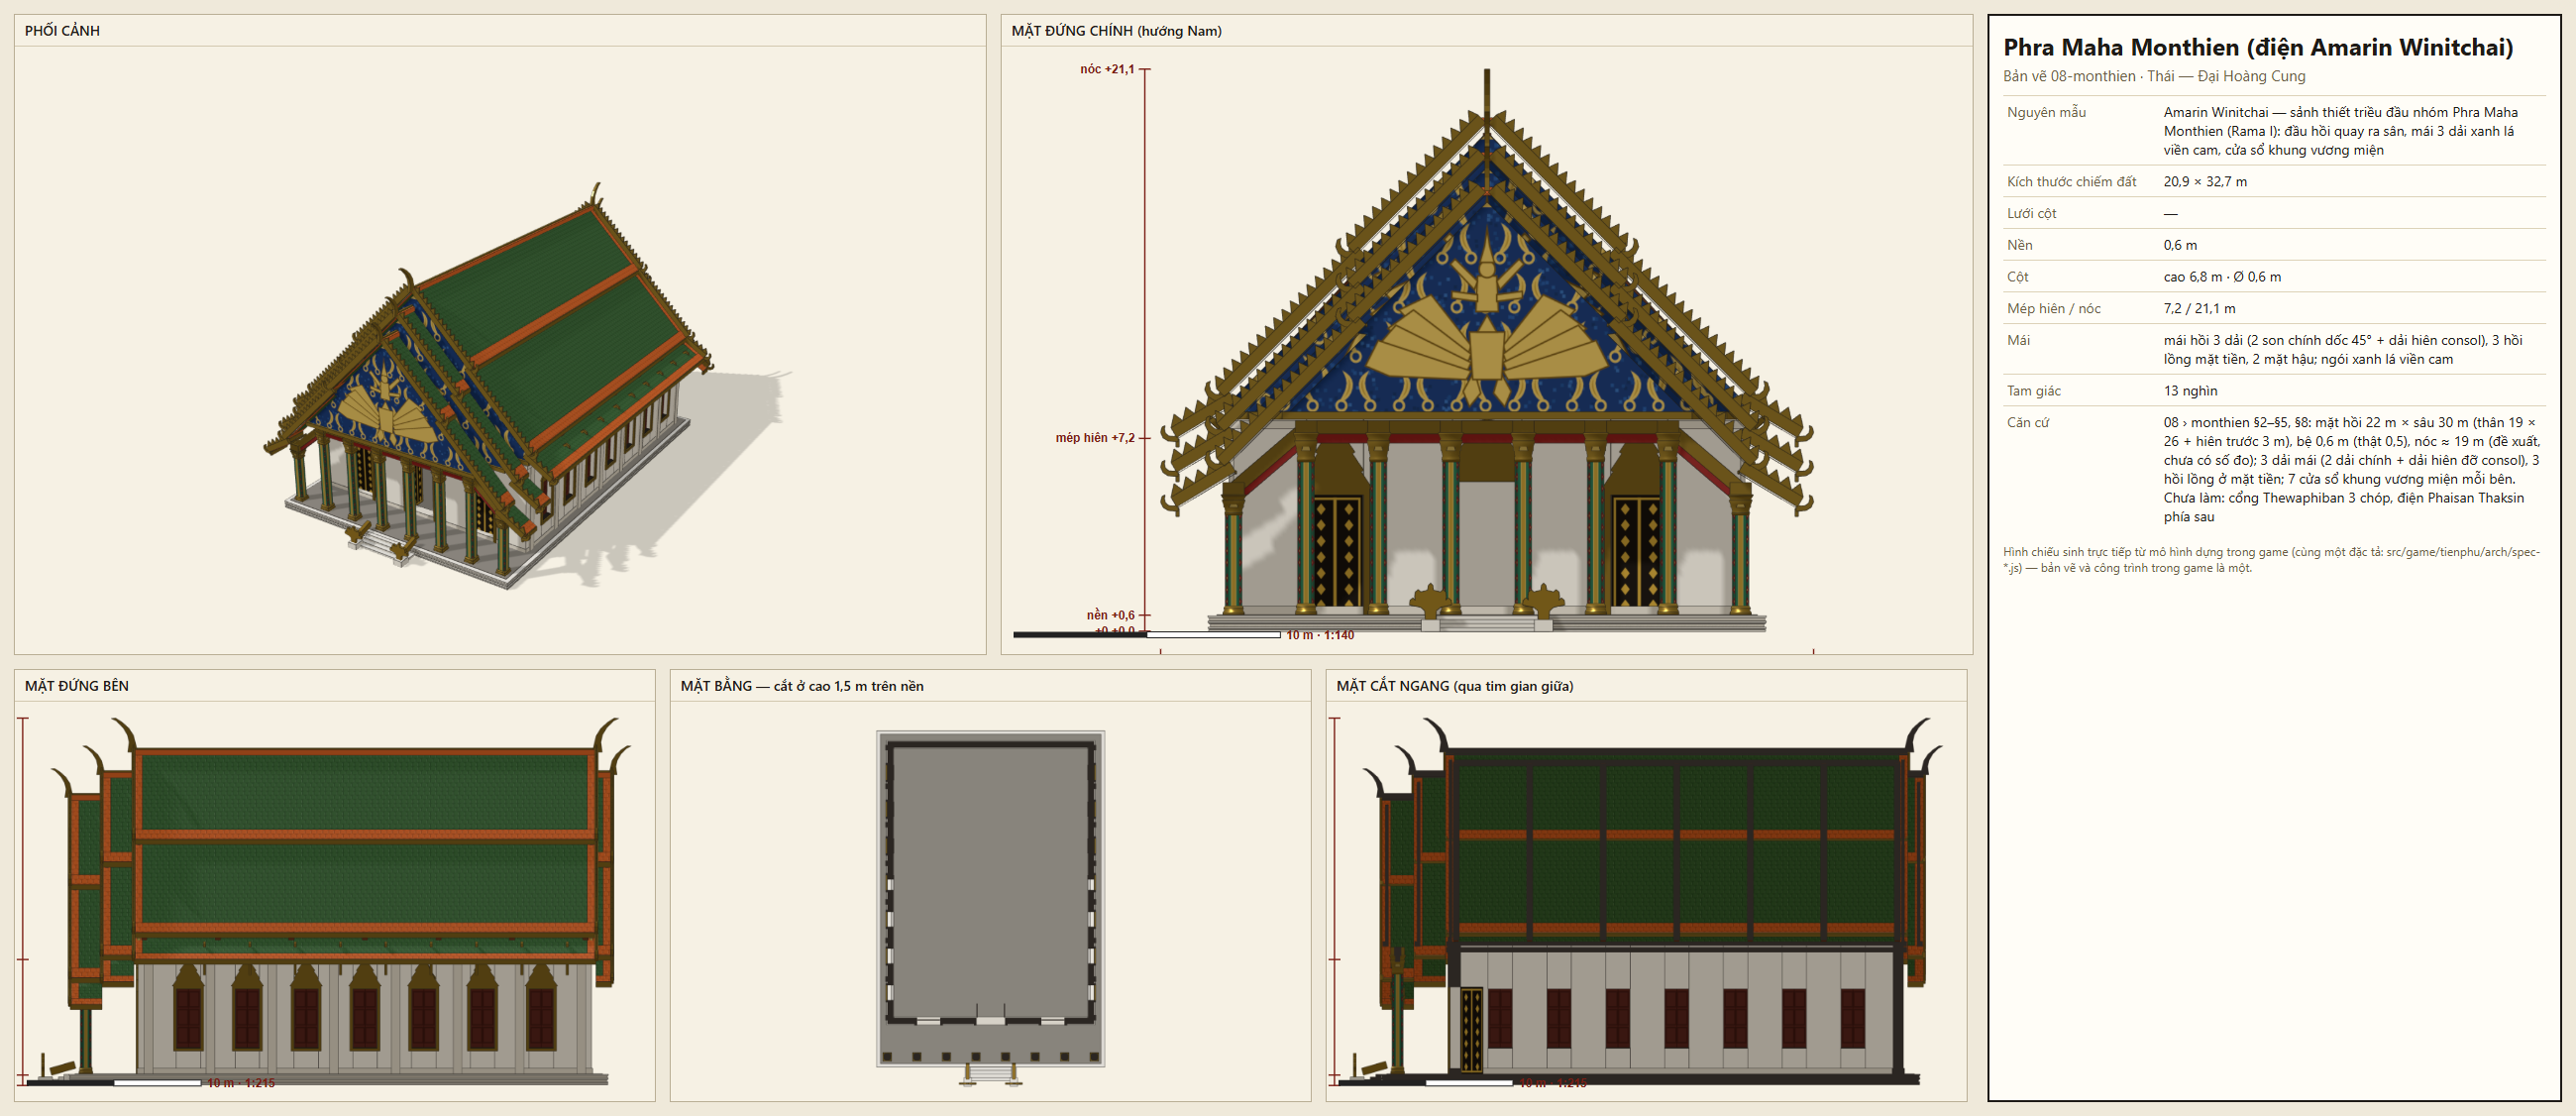 PHỐI CẢNH
MẶT ĐỨNG CHÍNH (hướng Nam)
nóc +21,1
mép hiên +7,2
nền +0,6
±0 +0,0
10 m · 1:140
MẶT ĐỨNG BÊN
10 m · 1:215
MẶT BẰNG — cắt ở cao 1,5 m trên nền
MẶT CẮT NGANG (qua tim gian giữa)
10 m · 1:215
Phra Maha Monthien (điện Amarin Winitchai)
Bản vẽ 08-monthien · Thái — Đại Hoàng Cung
Nguyên mẫu
Amarin Winitchai — sảnh thiết triều đầu nhóm Phra Maha
Monthien (Rama I): đầu hồi quay ra sân, mái 3 dải xanh lá
viền cam, cửa sổ khung vương miện
Kích thước chiếm đất
20,9 × 32,7 m
Lưới cột
—
Nền
0,6 m
Cột
cao 6,8 m · Ø 0,6 m
Mép hiên / nóc
7,2 / 21,1 m
Mái
mái hồi 3 dải (2 son chính dốc 45° + dải hiên consol), 3 hồi
lồng mặt tiền, 2 mặt hậu; ngói xanh lá viền cam
Tam giác
13 nghìn
Căn cứ
08 › monthien §2–§5, §8: mặt hồi 22 m × sâu 30 m (thân 19 ×
26 + hiên trước 3 m), bệ 0,6 m (thật 0,5), nóc ≈ 19 m (đề xuất,
chưa có số đo); 3 dải mái (2 dải chính + dải hiên đỡ consol), 3
hồi lồng ở mặt tiền; 7 cửa sổ khung vương miện mỗi bên.
Chưa làm: cổng Thewaphiban 3 chóp, điện Phaisan Thaksin
phía sau
Hình chiếu sinh trực tiếp từ mô hình dựng trong game (cùng một đặc tả: src/game/tienphu/arch/spec-
*.js) — bản vẽ và công trình trong game là một.